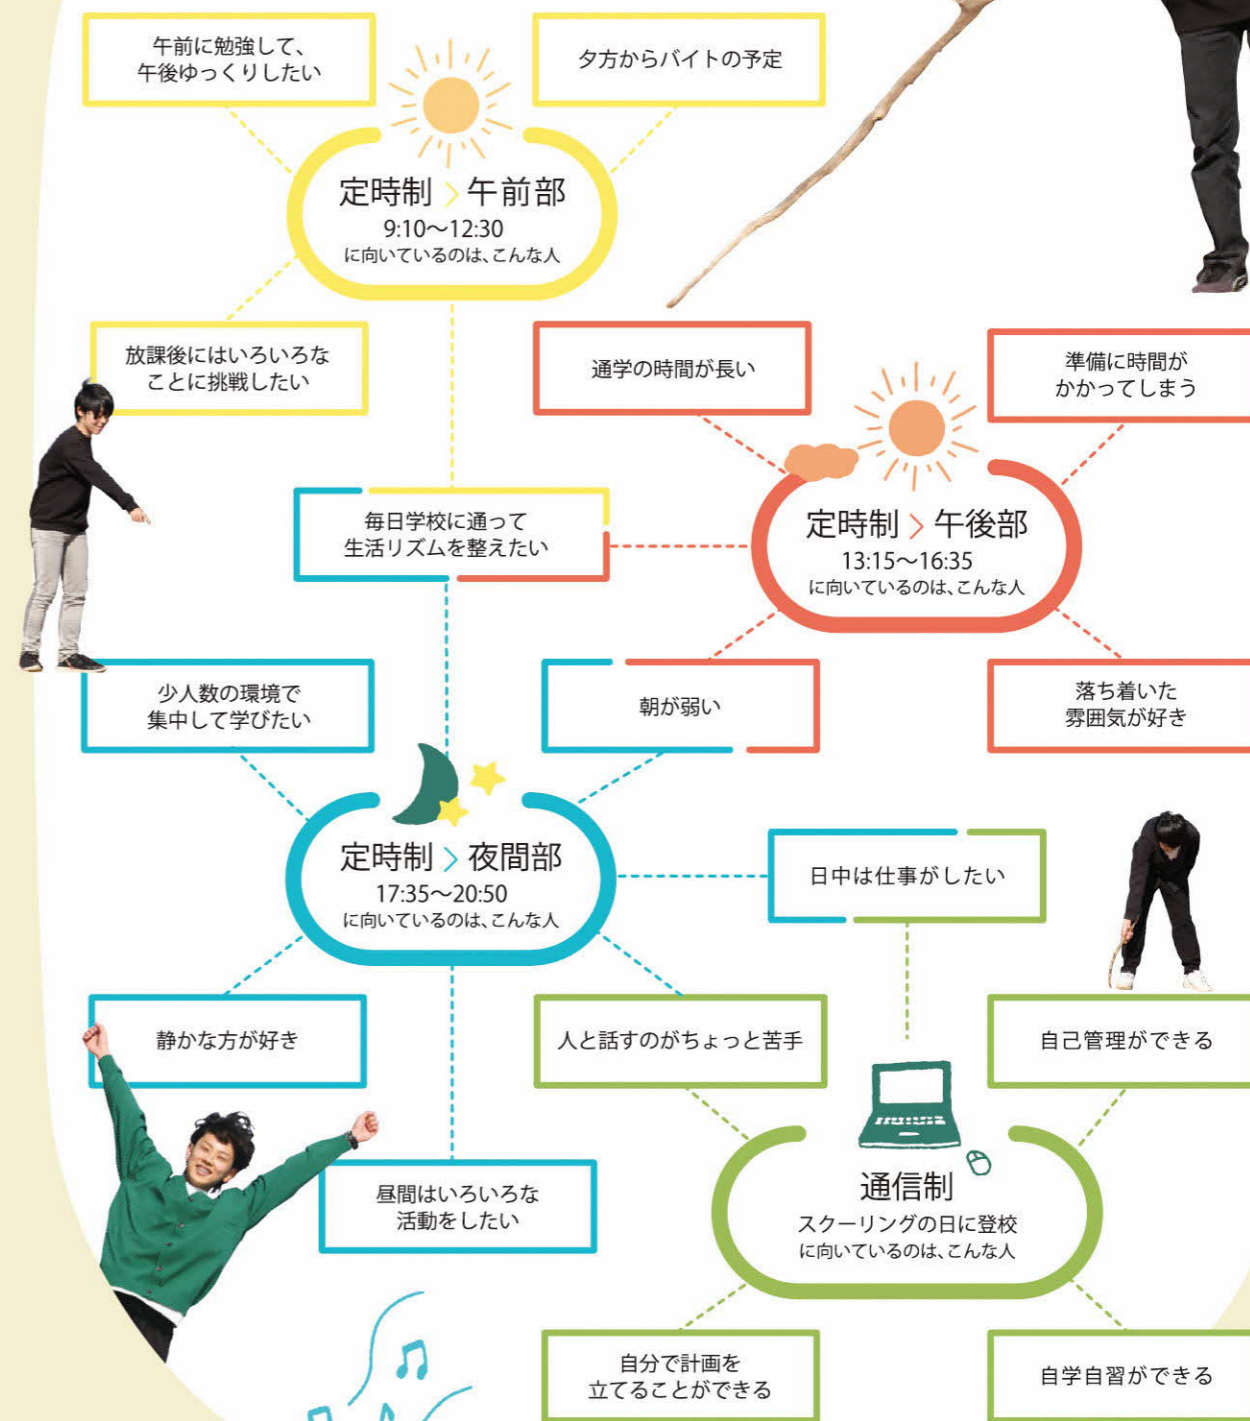 午前に勉強して、
午後ゆっくりしたい
夕方からバイトの予定
定時制 > 午前部
9:10〜12:30
に向いているのは、こんな人
放課後にはいろいろな
ことに挑戦したい
通学の時間が長い
準備に時間が
かかってしまう
毎日学校に通って
生活リズムを整えたい
定時制 > 午後部
13:15〜16:35
に向いているのは、こんな人
少人数の環境で
集中して学びたい
朝が弱い
落ち着いた
雰囲気が好き
定時制 > 夜間部
17:35〜20:50
に向いているのは、こんな人
日中は仕事がしたい
静かな方が好き
人と話すのがちょっと苦手
自己管理ができる
昼間はいろいろな
活動をしたい
通信制
スクーリングの日に登校
に向いているのは、こんな人
自分で計画を
立てることができる
自学自習ができる